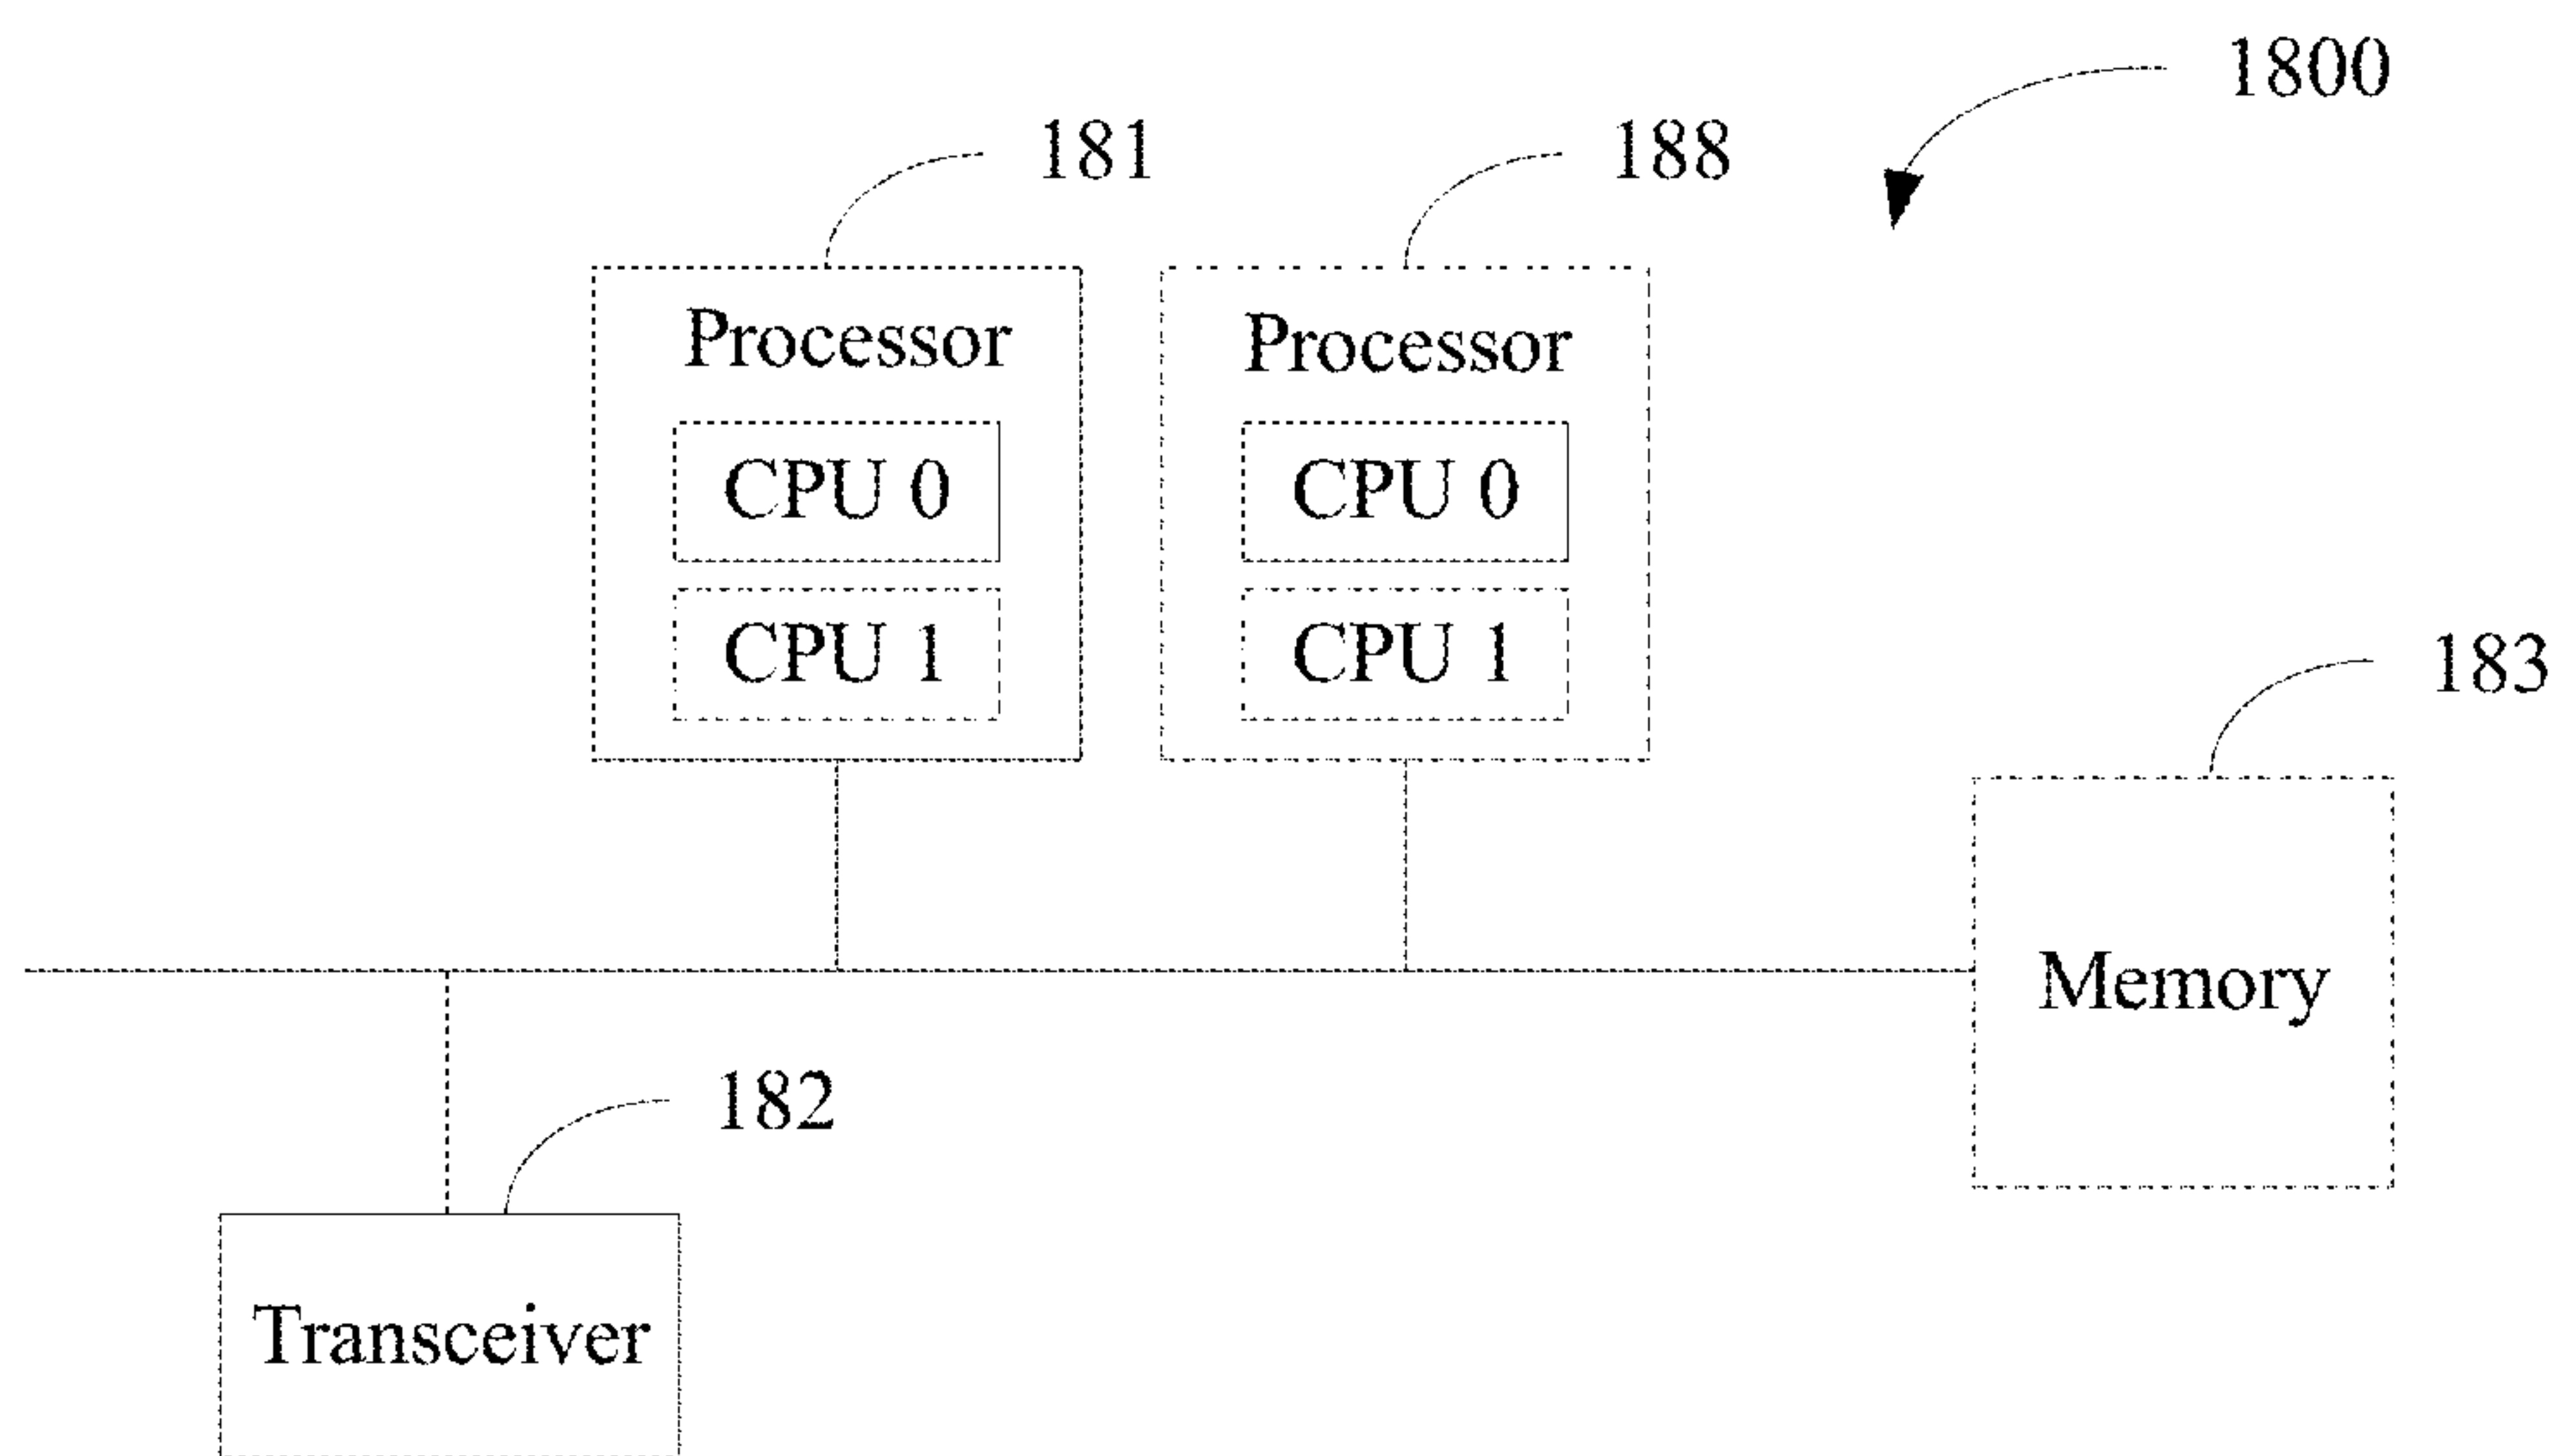 1800
181
188
Processor
Processor
CPU 0
CPU 0
CPU 1
CPU 1
183
Memory
182
Transceiver